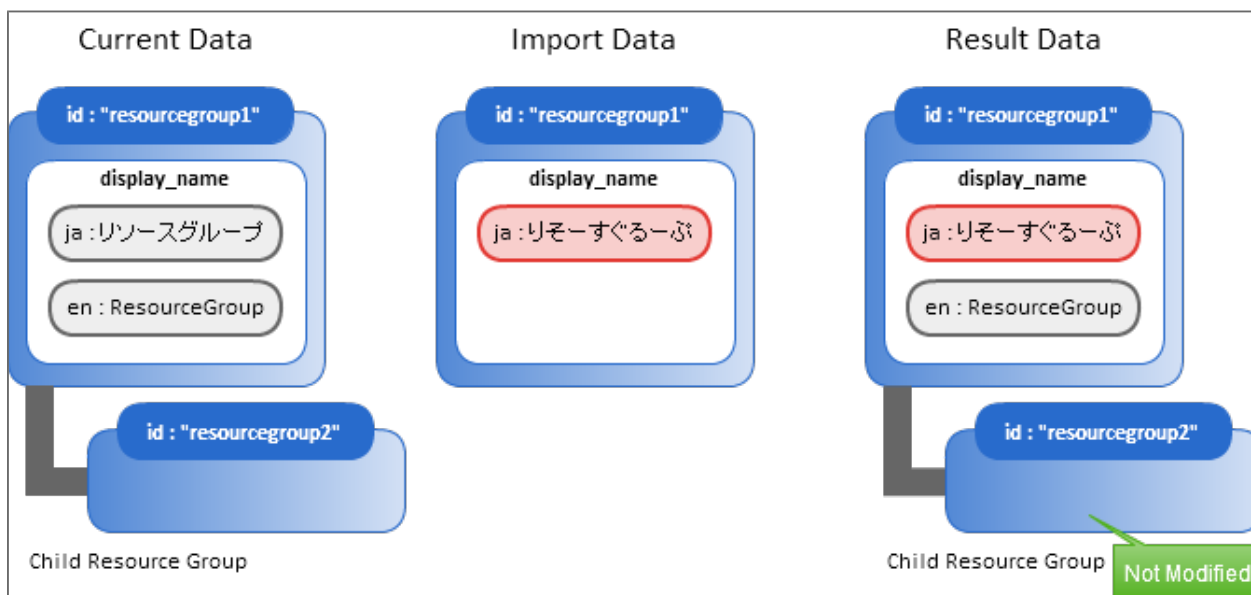 Current Data
id : "resourcegroup1"
display_name
ja :リソースグループ
en : ResourceGroup
id : "resourcegroup2"
Child Resource Group
Import Data
id : "resourcegroup1"
display_name
ja :りそーすぐるーぷ
Result Data
id : "resourcegroup1"
display_name
ja :りそーすぐるーぷ
en : ResourceGroup
id : "resourcegroup2"
Child Resource Group
Not Modified